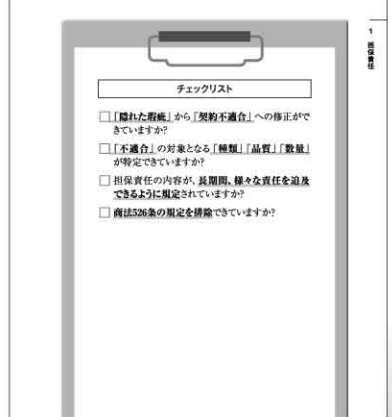 1 担保責任
チェックリスト
□「隠れた瑕疵」から「契約不適合」への修正がで
きていますか?
□「不適合」の対象となる「種類」「品質」「数量」
が特定できていますか?
□ 担保責任の内容が、長期間、様々な責任を追及
できるように規定されていますか?
□ 商法526条の規定を排除できていますか?